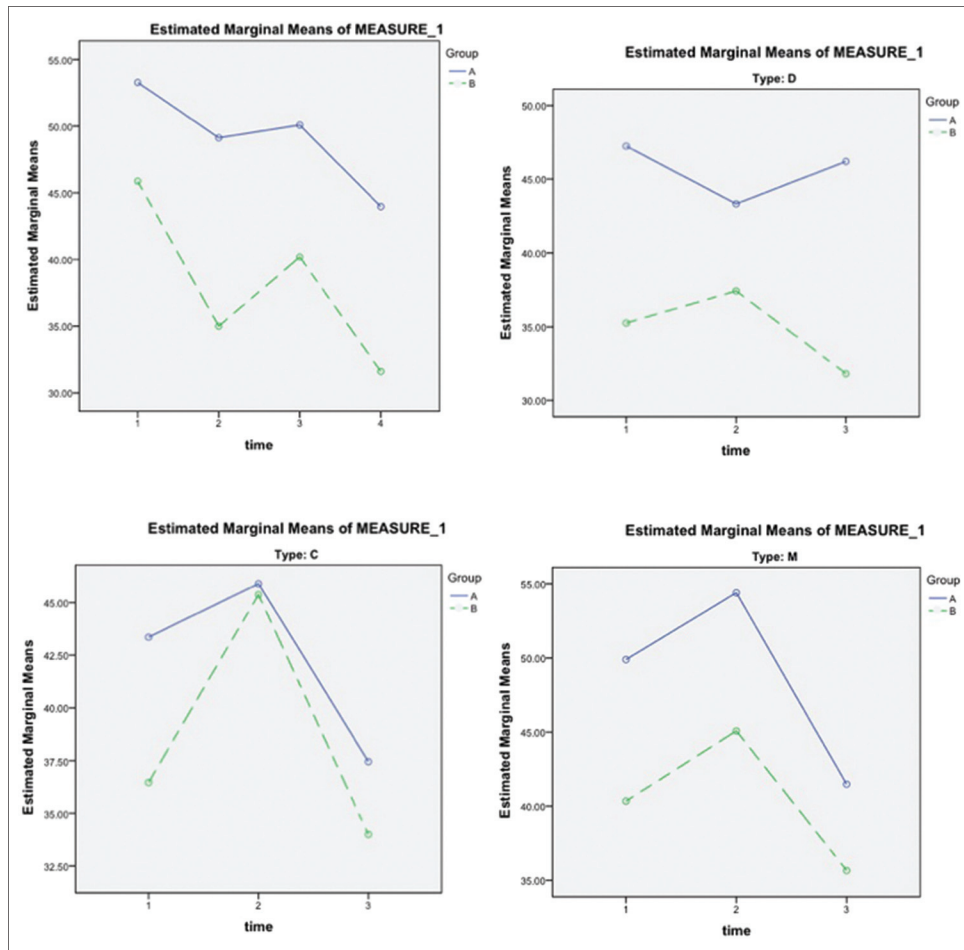 Estimated Marginal Means of MEASURE_1
Group
A
B
Estimated Marginal Means
55.00
50.00
45.00
40.00
35.00
30.00
1 2 3 4
time
Estimated Marginal Means of MEASURE_1
Type: D
Group
A
B
Estimated Marginal Means
50.00
45.00
40.00
35.00
30.00
1 2 3
time
Estimated Marginal Means of MEASURE_1
Type: C
Group
A
B
Estimated Marginal Means
45.00
42.50
40.00
37.50
35.00
32.50
1 2 3
time
Estimated Marginal Means of MEASURE_1
Type: M
Group
A
B
Estimated Marginal Means
55.00
50.00
45.00
40.00
35.00
1 2 3
time